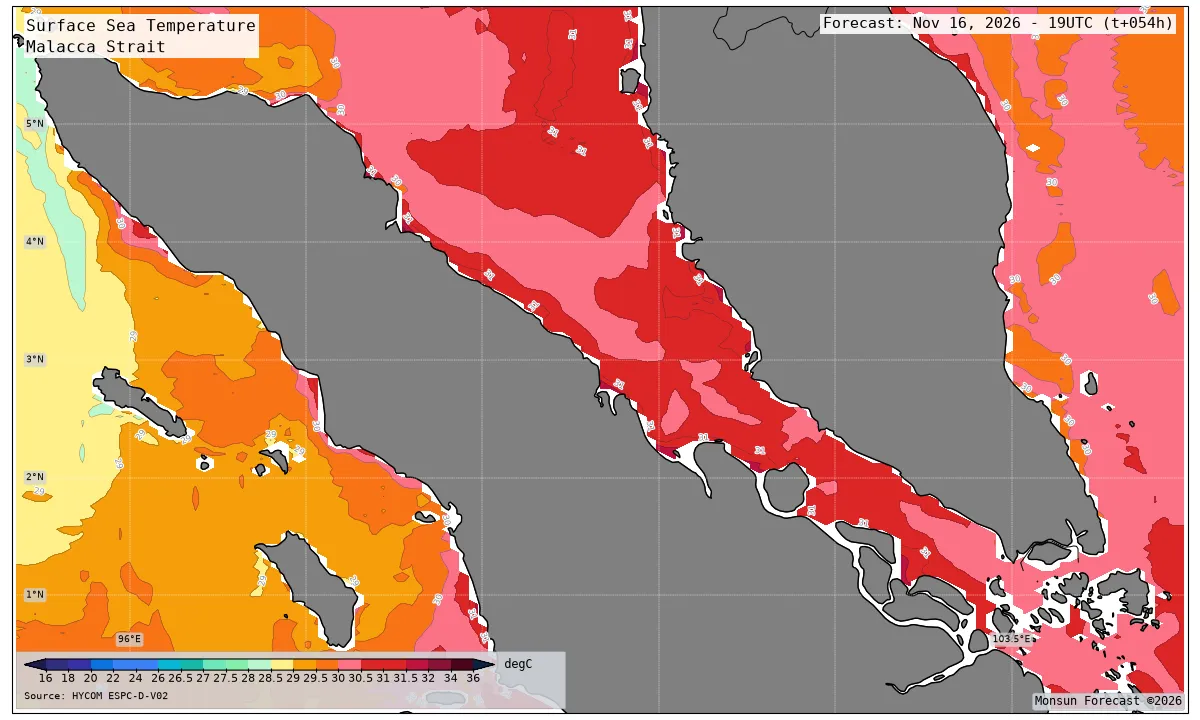 Surface Sea Temperature
Malacca Strait
Forecast: Nov 16, 2026 - 19UTC (t+054h)
5°N
4°N
3°N
2°N
1°N
96°E
103.5°E
degC
16 18 20 22 24 26 26.5 27 27.5 28 28.5 29 29.5 30 30.5 31 31.5 32 34 36
Source: HYCOM ESPC-D-V02
Monsun Forecast ©2026